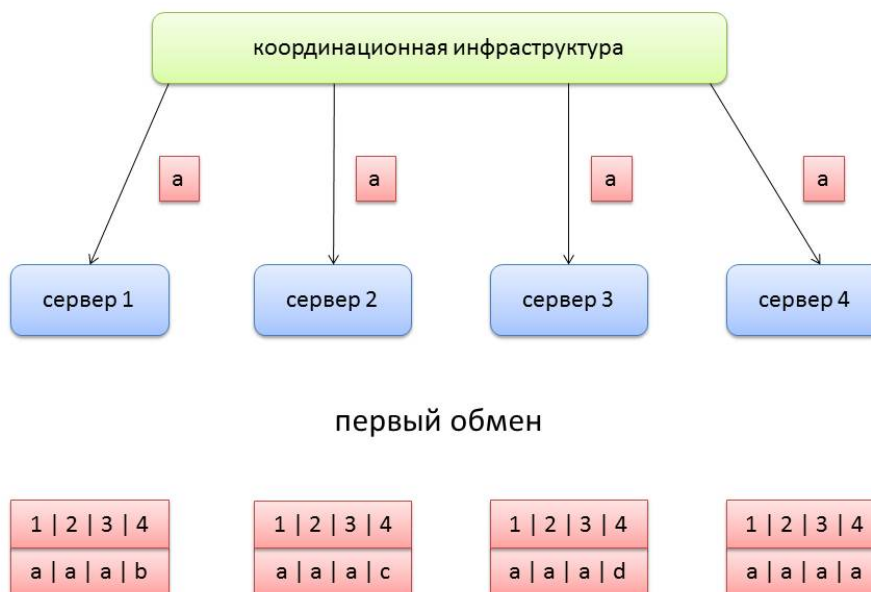 координационная инфраструктура
а а а а
сервер 1 сервер 2 сервер 3 сервер 4
первый обмен
1 | 2 | 3 | 4 1 | 2 | 3 | 4 1 | 2 | 3 | 4 1 | 2 | 3 | 4
a | a | a | b a | a | a | c a | a | a | d a | a | a | a